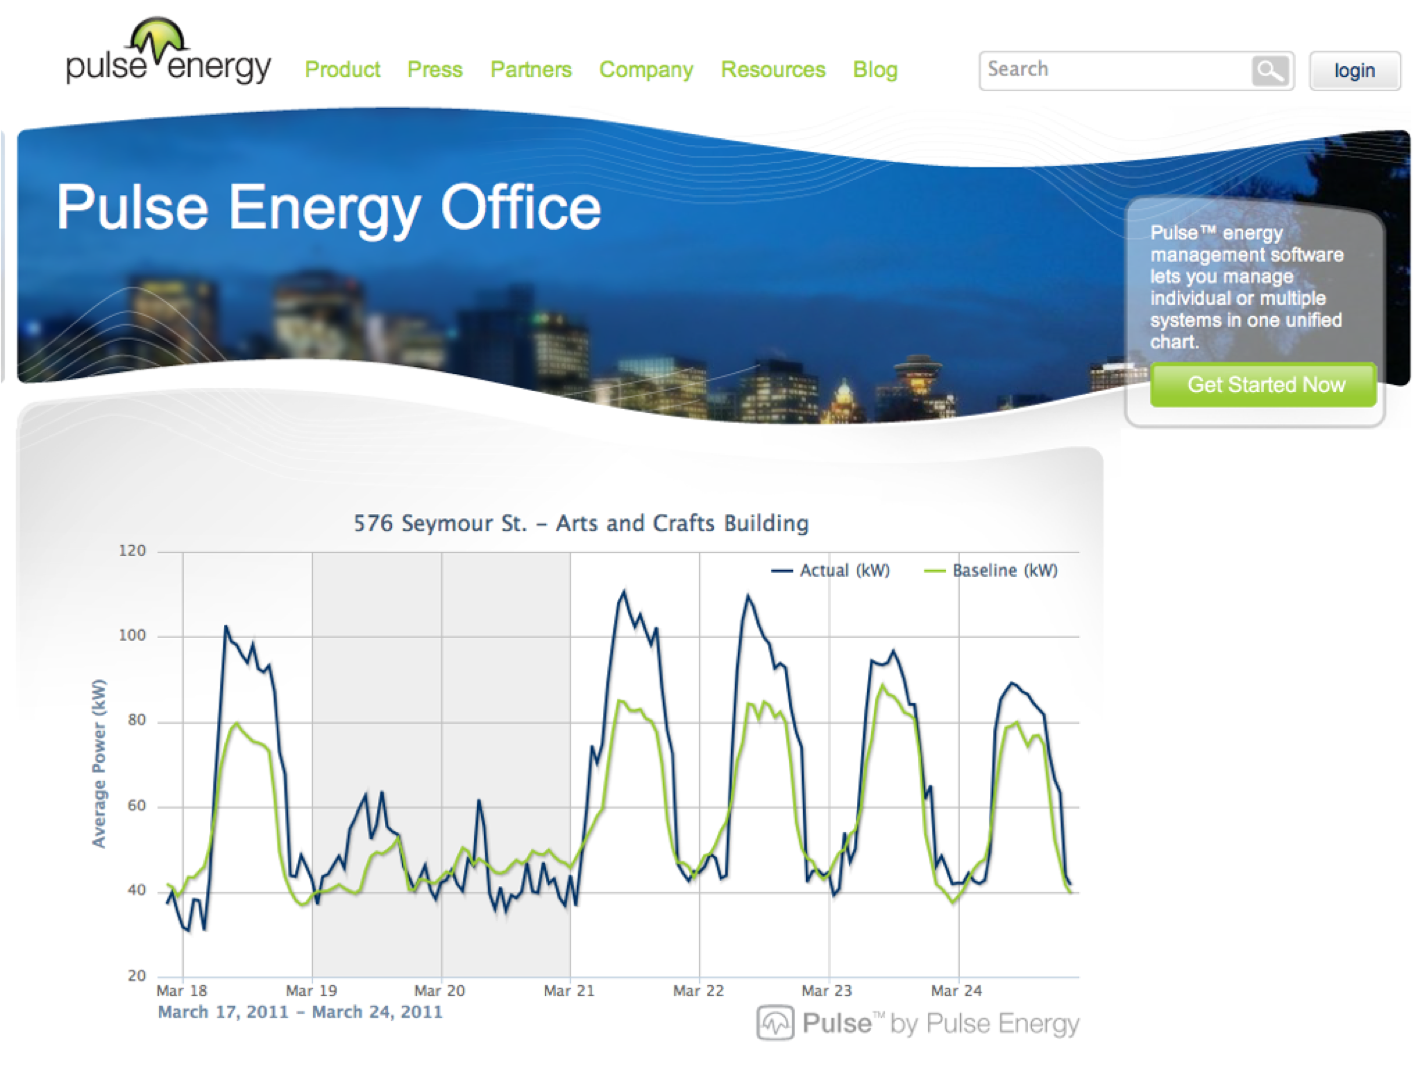 pulse energy
Product Press Partners Company Resources Blog
Search
login
Pulse Energy Office
Pulse™ energy
management software
lets you manage
individual or multiple
systems in one unified
chart.
Get Started Now
576 Seymour St. - Arts and Crafts Building
Actual (kW) Baseline (kW)
Average Power (kW)
120
100
80
60
40
20
Mar 18 Mar 19 Mar 20 Mar 21 Mar 22 Mar 23 Mar 24
March 17, 2011 - March 24, 2011
Pulse™ by Pulse Energy